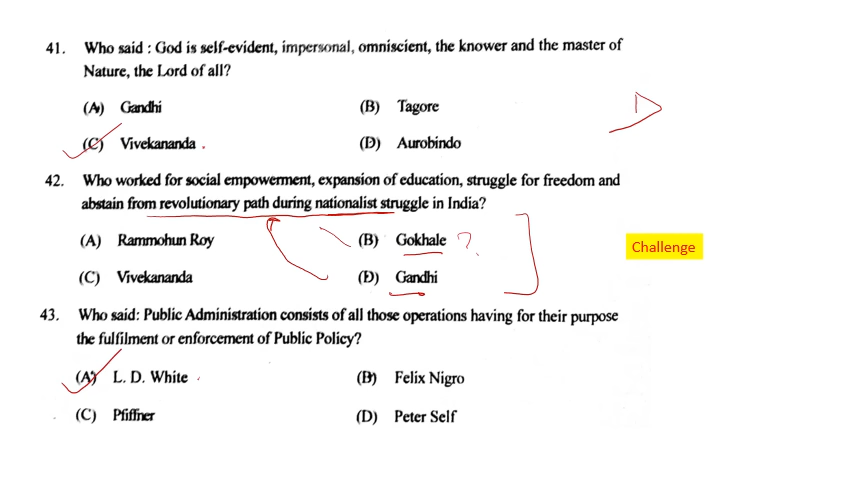 41. Who said : God is self-evident, impersonal, omniscient, the knower and the master of
Nature, the Lord of all?
(A) Gandhi (B) Tagore
(C) Vivekananda . (D) Aurobindo
42. Who worked for social empowerment, expansion of education, struggle for freedom and
abstain from revolutionary path during nationalist struggle in India?
(A) Rammohun Roy (B) Gokhale ?
Challenge
(C) Vivekananda (D) Gandhi
43. Who said: Public Administration consists of all those operations having for their purpose
the fulfilment or enforcement of Public Policy?
(A) L. D. White (B) Felix Nigro
(C) Pfiffner (D) Peter Self